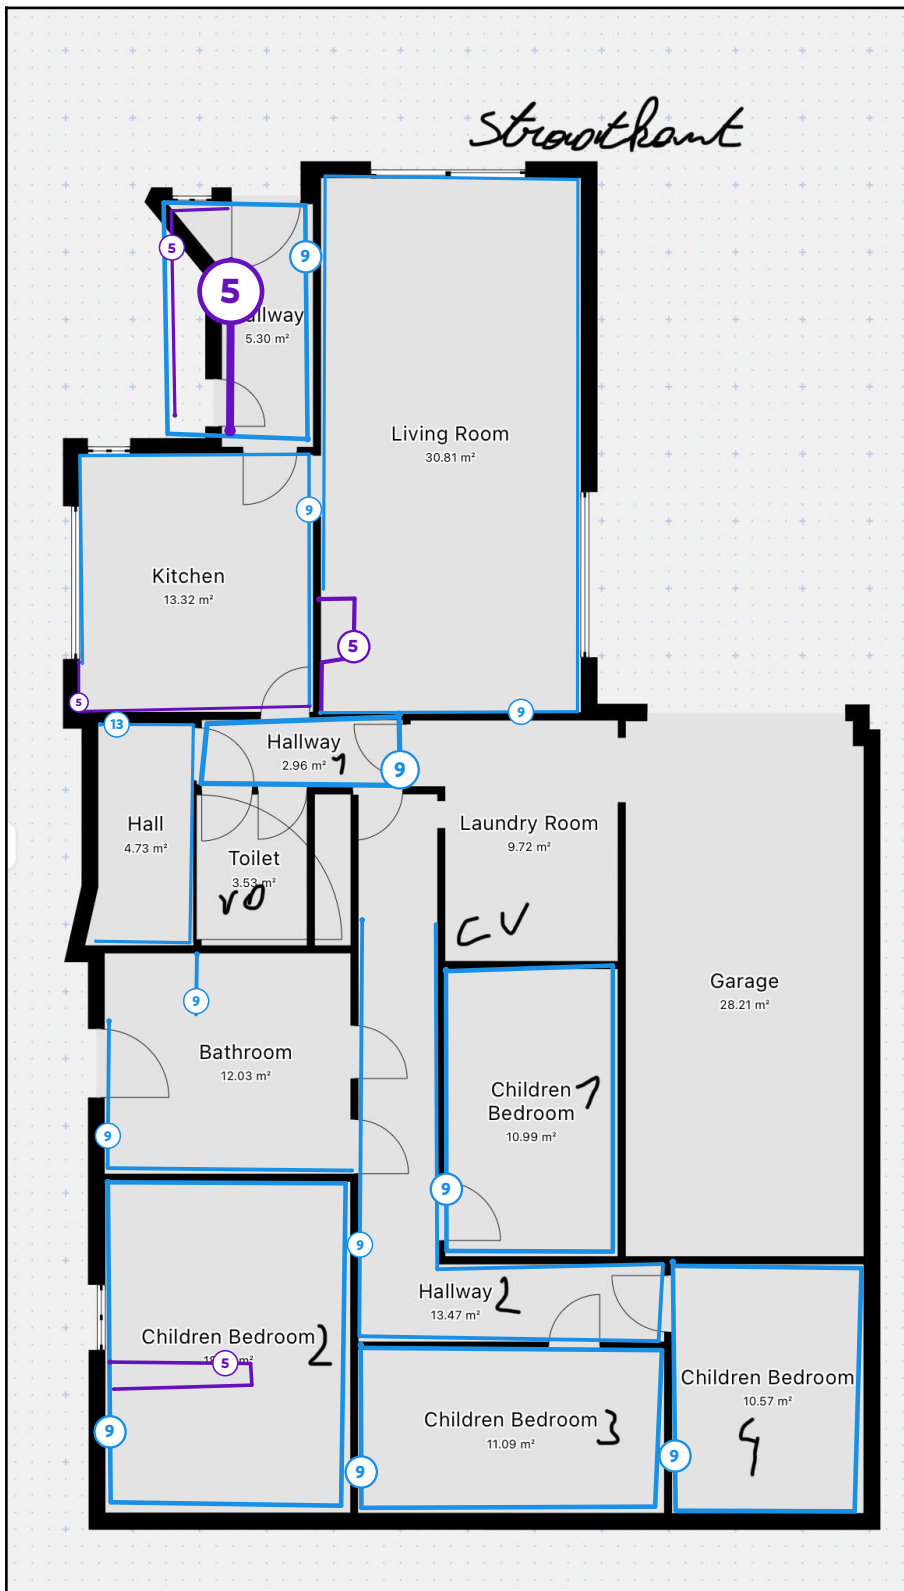 Straatkant
5
9
5
Hallway
5.30 m²
Living Room
30.81 m²
9
Kitchen
13.32 m²
5
5
13
9
Hallway 1
2.96 m²
9
Hall
4.73 m²
Laundry Room
9.72 m²
Toilet
3.53 m²
CV
Garage
28.21 m²
9
Bathroom
12.03 m²
Children 1
Bedroom
10.99 m²
9
9
9
Hallway 2
13.47 m²
Children Bedroom 2
5
Children Bedroom
10.57 m²
4
Children Bedroom 3
11.09 m²
9
9
9